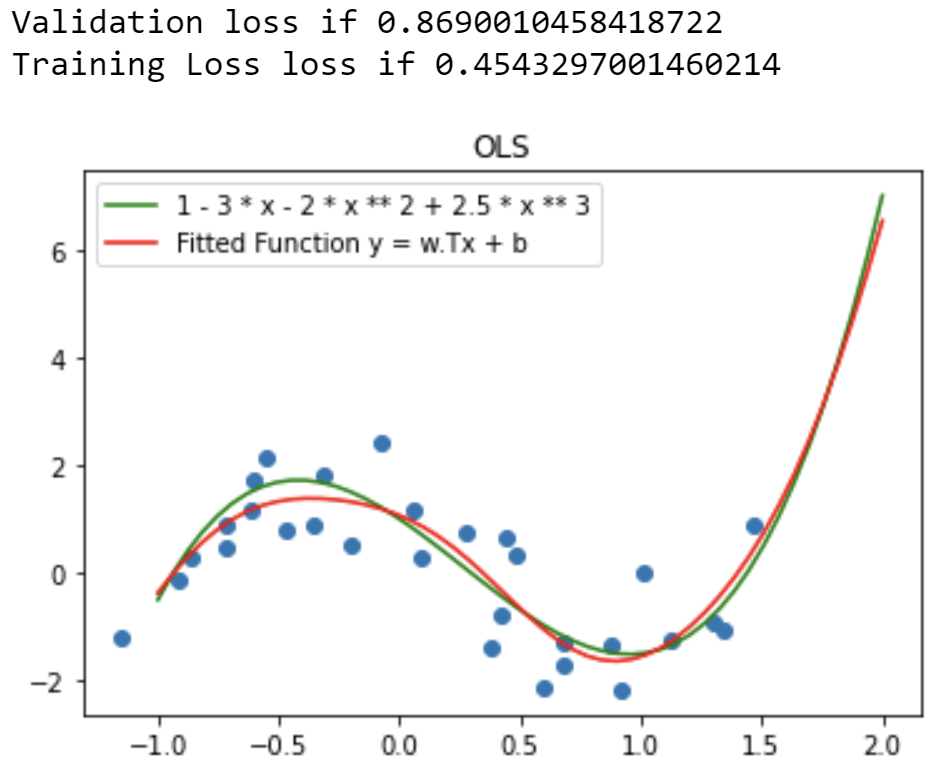 Validation loss if 0.8690010458418722
Training Loss loss if 0.4543297001460214
OLS
1 - 3 * x - 2 * x ** 2 + 2.5 * x ** 3
Fitted Function y = w.Tx + b
6
4
2
0
−2
−1.0 −0.5 0.0 0.5 1.0 1.5 2.0